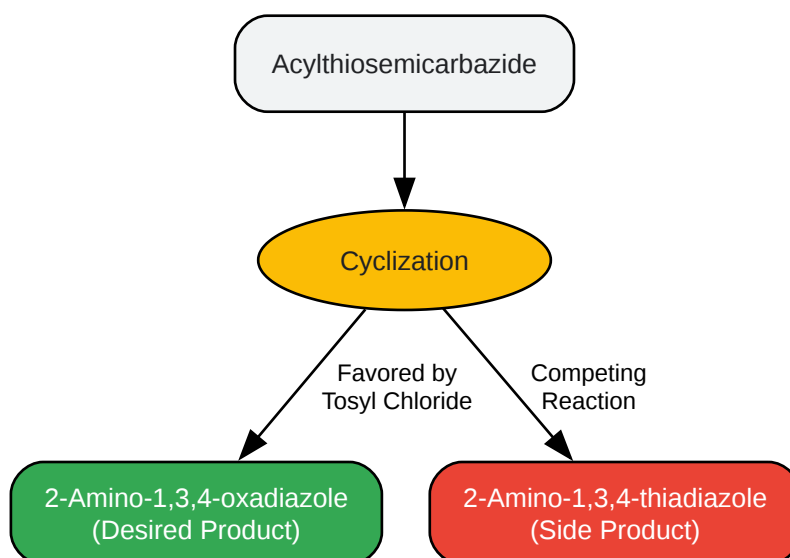 Acylthiosemicarbazide
Cyclization
Favored by
Tosyl Chloride
Competing
Reaction
2-Amino-1,3,4-oxadiazole
(Desired Product)
2-Amino-1,3,4-thiadiazole
(Side Product)